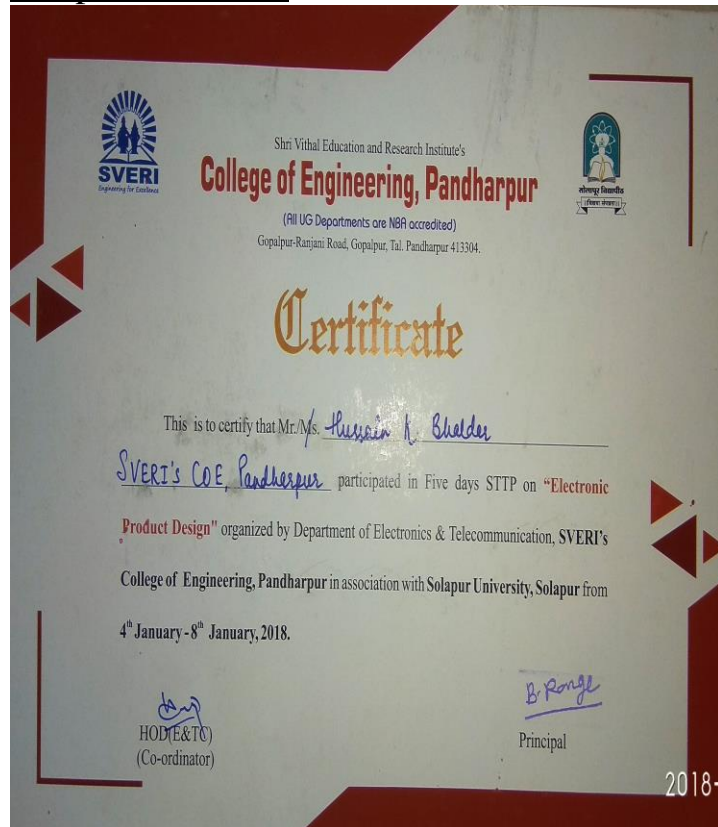 SVERI
Engineering for Excellence
Shri Vithal Education and Research Institute's
College of Engineering, Pandharpur
(All UG Departments are NBA accredited)
Gopalpur-Ranjani Road, Gopalpur, Tal. Pandharpur 413304.
सोलापूर विद्यापीठ
Certificate
This is to certify that Mr./Ms. Hussain K. Bhaldar
SVERI's COE, Pandharpur participated in Five days STTP on "Electronic
Product Design" organized by Department of Electronics & Telecommunication, SVERI's
College of Engineering, Pandharpur in association with Solapur University, Solapur from
4th January - 8th January, 2018.
B. Ronge
HOD(E&TC)
(Co-ordinator)
Principal
2018-